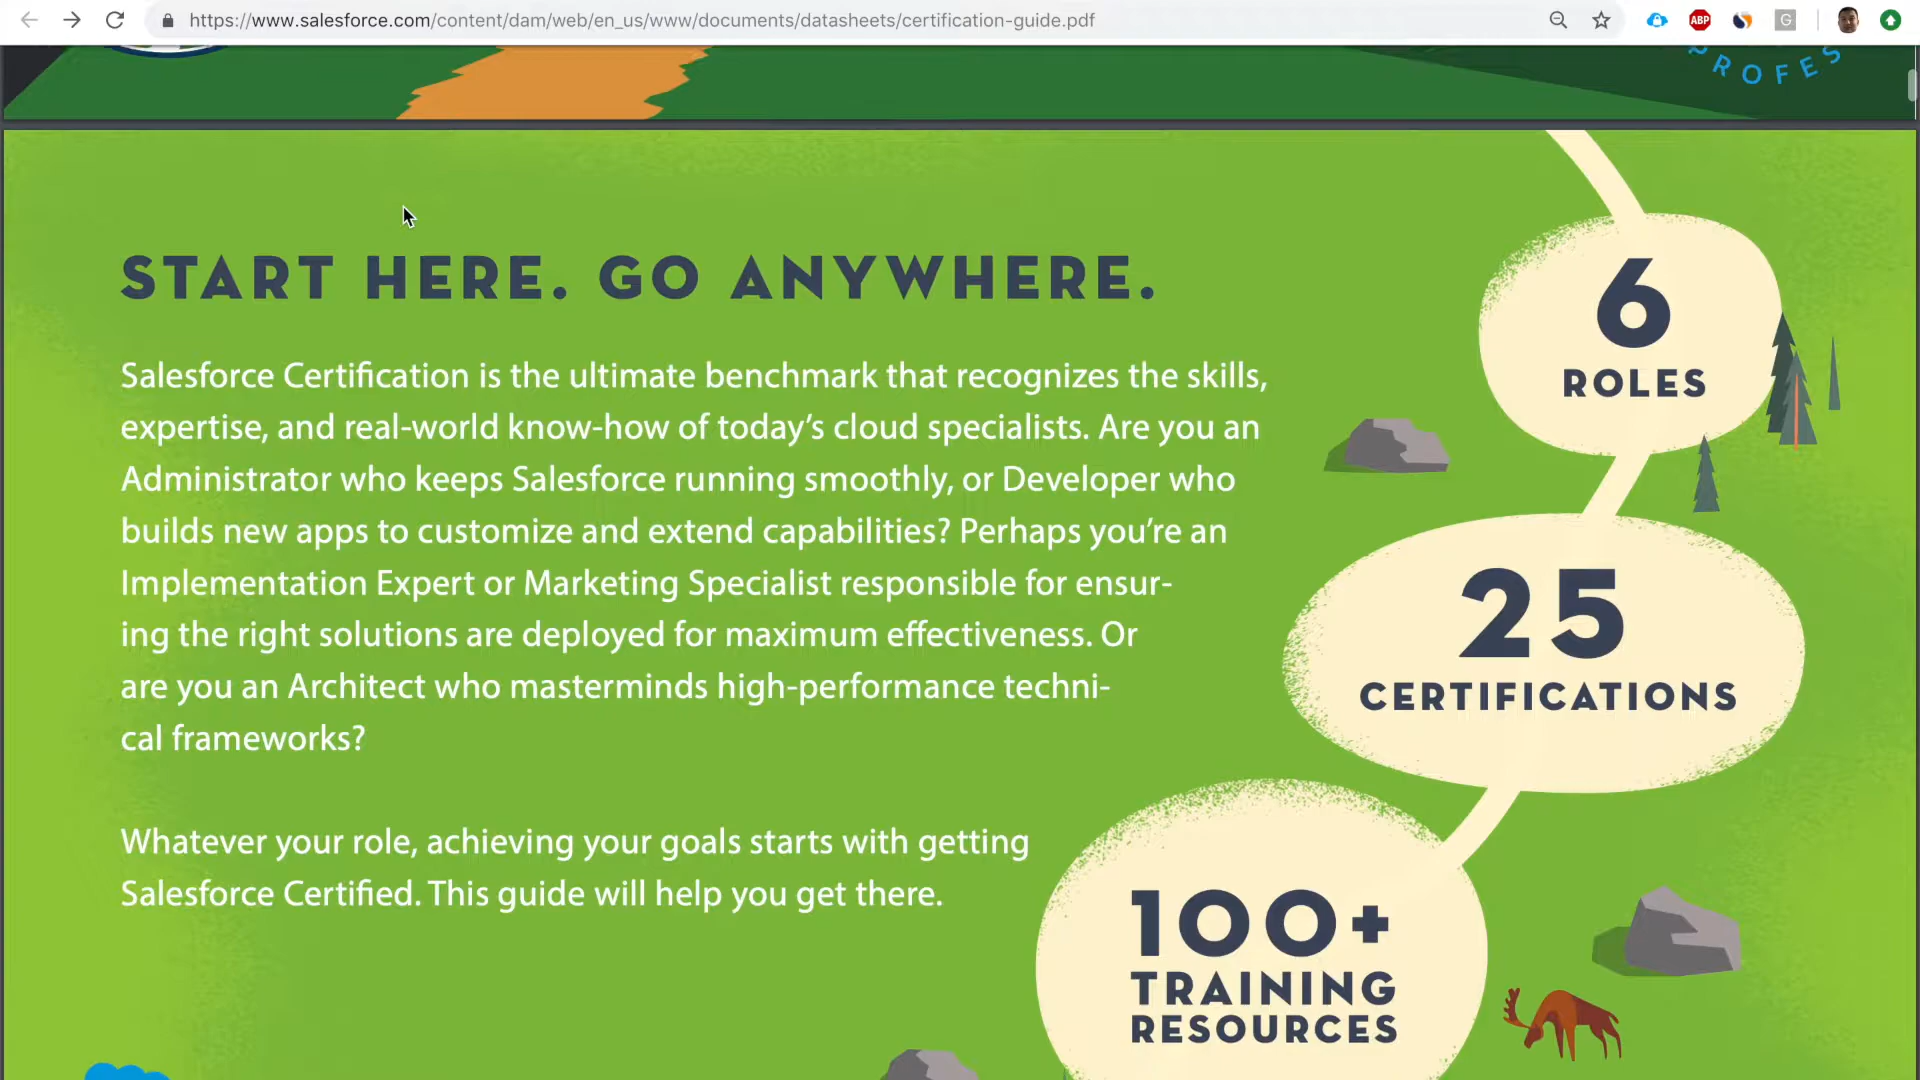 https://www.salesforce.com/content/dam/web/en_us/www/documents/datasheets/certification-guide.pdf
ABP
G
PROFES
START HERE. GO ANYWHERE.
Salesforce Certification is the ultimate benchmark that recognizes the skills,
expertise, and real-world know-how of today’s cloud specialists. Are you an
Administrator who keeps Salesforce running smoothly, or Developer who
builds new apps to customize and extend capabilities? Perhaps you’re an
Implementation Expert or Marketing Specialist responsible for ensur-
ing the right solutions are deployed for maximum effectiveness. Or
are you an Architect who masterminds high-performance techni-
cal frameworks?
Whatever your role, achieving your goals starts with getting
Salesforce Certified. This guide will help you get there.
6
ROLES
25
CERTIFICATIONS
100+
TRAINING
RESOURCES